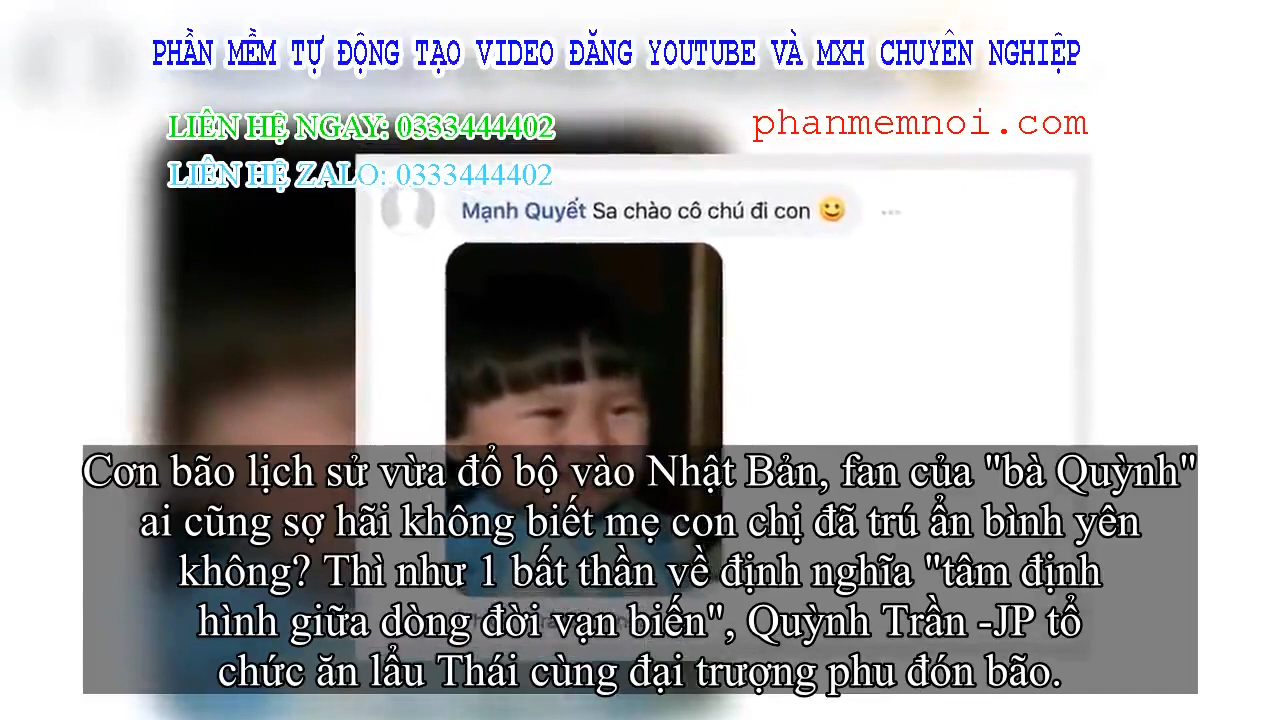 PHẦN MỀM TỰ ĐỘNG TẠO VIDEO ĐĂNG YOUTUBE VÀ MXH CHUYÊN NGHIỆP
LIÊN HỆ NGAY: 0333444402
phanmemnoi.com
LIÊN HỆ ZALO: 0333444402
Mạnh Quyết Sa chào cô chú đi con
Cơn bão lịch sử vừa đổ bộ vào Nhật Bản, fan của "bà Quỳnh"
ai cũng sợ hãi không biết mẹ con chị đã trú ẩn bình yên
không? Thì như 1 bất thần về định nghĩa "tâm định
hình giữa dòng đời vạn biến", Quỳnh Trần -JP tổ
chức ăn lẩu Thái cùng đại trượng phu đón bão.